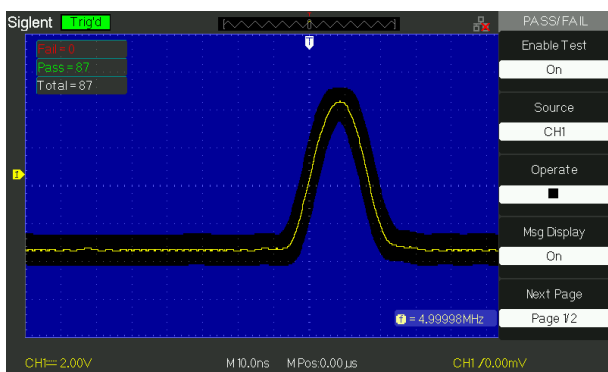 Siglent Trig'd PASS/FAIL
Fail=0
Pass=87
Total=87
Enable Test
On
Source
CH1
Operate
Msg Display
On
Next Page
Page 1/2
f = 4.99998MHz
CH1 2.00V M 10.0ns M Pos:0.00µs CH1 / 0.00mV